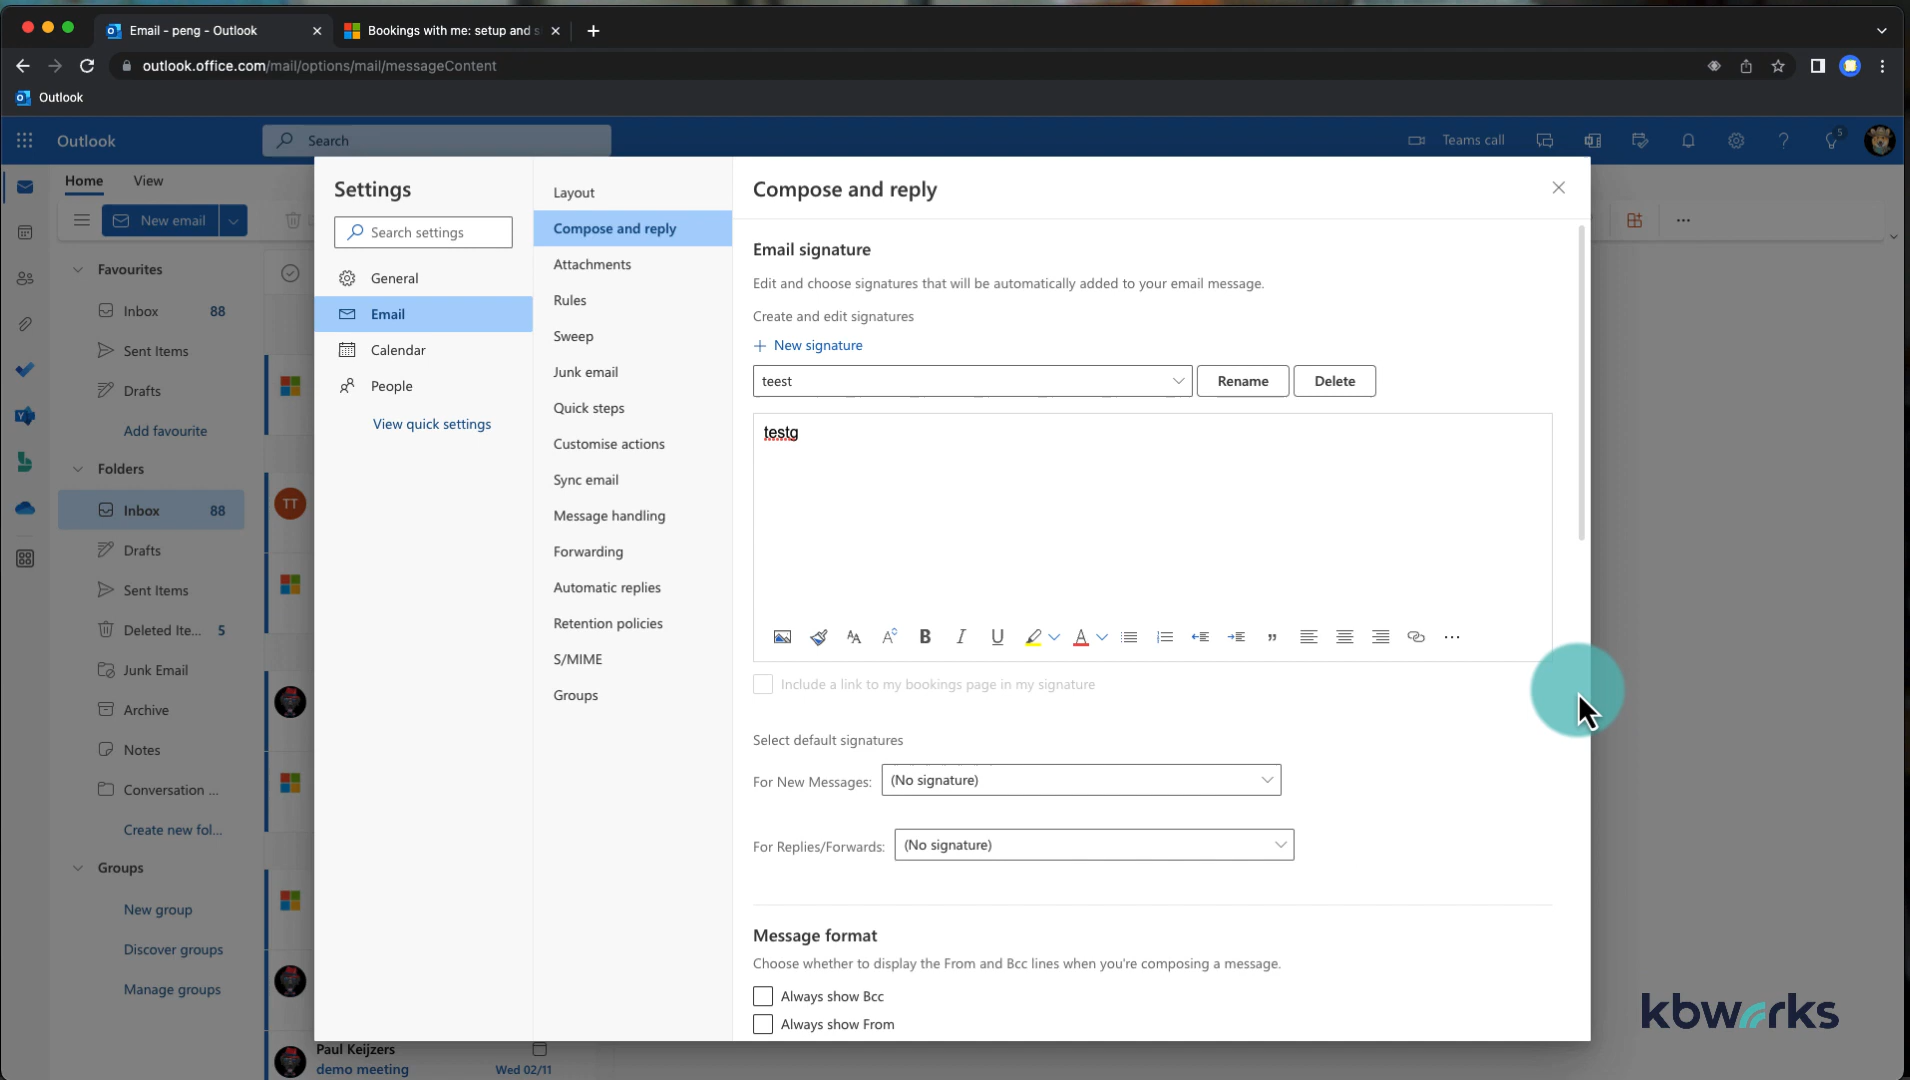 Email - peng - Outlook
Bookings with me: setup and s
outlook.office.com/mail/options/mail/messageContent
Outlook
Outlook
Search
Teams call
5
Home
View
New email
Favourites
Inbox 88
Sent Items
Drafts
Add favourite
Folders
Inbox 88
Drafts
Sent Items
Deleted Ite... 5
Junk Email
Archive
Notes
Conversation ...
Create new fol...
Groups
New group
Discover groups
Manage groups
TT
Paul Keijzers
demo meeting
Wed 02/11
Settings
Search settings
General
Email
Calendar
People
View quick settings
Layout
Compose and reply
Attachments
Rules
Sweep
Junk email
Quick steps
Customise actions
Sync email
Message handling
Forwarding
Automatic replies
Retention policies
S/MIME
Groups
Compose and reply
Email signature
Edit and choose signatures that will be automatically added to your email message.
Create and edit signatures
New signature
teest
Rename
Delete
testg
Include a link to my bookings page in my signature
Select default signatures
For New Messages: (No signature)
For Replies/Forwards: (No signature)
Message format
Choose whether to display the From and Bcc lines when you're composing a message.
Always show Bcc
Always show From
kbworks